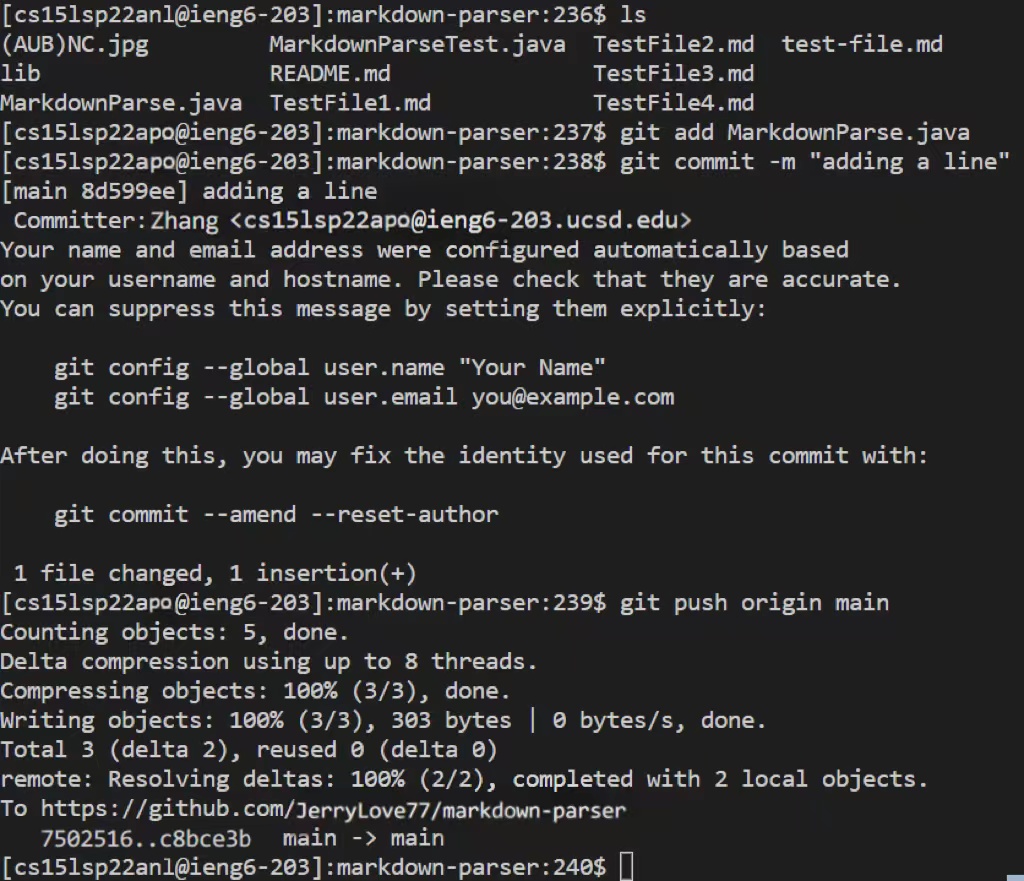 [cs15lsp22anl@ieng6-203]:markdown-parser:236$ ls
(AUB)NC.jpg         MarkdownParseTest.java  TestFile2.md  test-file.md
lib                 README.md               TestFile3.md
MarkdownParse.java  TestFile1.md            TestFile4.md
[cs15lsp22apo@ieng6-203]:markdown-parser:237$ git add MarkdownParse.java
[cs15lsp22apo@ieng6-203]:markdown-parser:238$ git commit -m "adding a line"
[main 8d599ee] adding a line
 Committer: Zhang <cs15lsp22apo@ieng6-203.ucsd.edu>
Your name and email address were configured automatically based
on your username and hostname. Please check that they are accurate.
You can suppress this message by setting them explicitly:

    git config --global user.name "Your Name"
    git config --global user.email you@example.com

After doing this, you may fix the identity used for this commit with:

    git commit --amend --reset-author

 1 file changed, 1 insertion(+)
[cs15lsp22apo@ieng6-203]:markdown-parser:239$ git push origin main
Counting objects: 5, done.
Delta compression using up to 8 threads.
Compressing objects: 100% (3/3), done.
Writing objects: 100% (3/3), 303 bytes | 0 bytes/s, done.
Total 3 (delta 2), reused 0 (delta 0)
remote: Resolving deltas: 100% (2/2), completed with 2 local objects.
To https://github.com/JerryLove77/markdown-parser
   7502516..c8bce3b  main -> main
[cs15lsp22anl@ieng6-203]:markdown-parser:240$